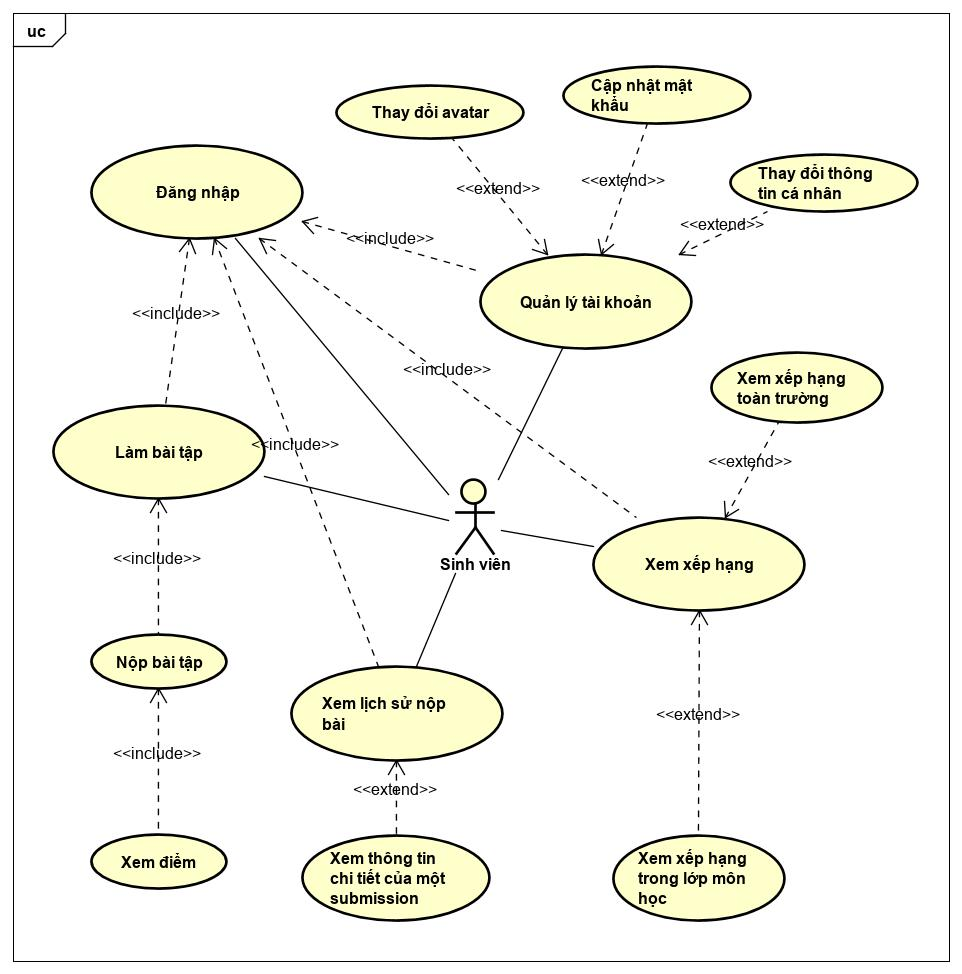 uc
Thay đổi avatar
Cập nhật mật
khẩu
Thay đổi thông
tin cá nhân
Đăng nhập
<<extend>>
<<extend>>
<<extend>>
<<include>>
Quản lý tài khoản
<<include>>
<<include>>
Xem xếp hạng
toàn trường
Làm bài tập
<<include>>
<<extend>>
Sinh viên
Xem xếp hạng
<<include>>
Nộp bài tập
Xem lịch sử nộp
bài
<<extend>>
<<include>>
<<extend>>
Xem điểm
Xem thông tin
chi tiết của một
submission
Xem xếp hạng
trong lớp môn
học